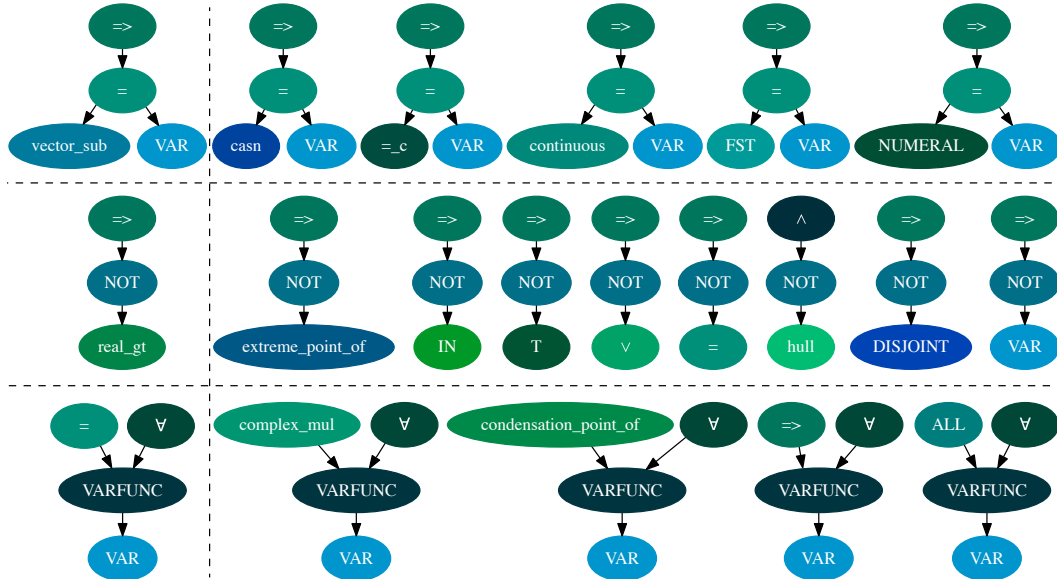 => => => => => =>
= = = = = =
vector_sub VAR casn VAR =_c VAR continuous VAR FST VAR NUMERAL VAR
=> => => => => => ∧ => =>
NOT NOT NOT NOT NOT NOT NOT NOT NOT
real_gt extreme_point_of IN T ∨ = hull DISJOINT VAR
= ∀ complex_mul ∀ condensation_point_of ∀ => ∀ ALL ∀
VARFUNC VARFUNC VARFUNC VARFUNC VARFUNC
VAR VAR VAR VAR VAR